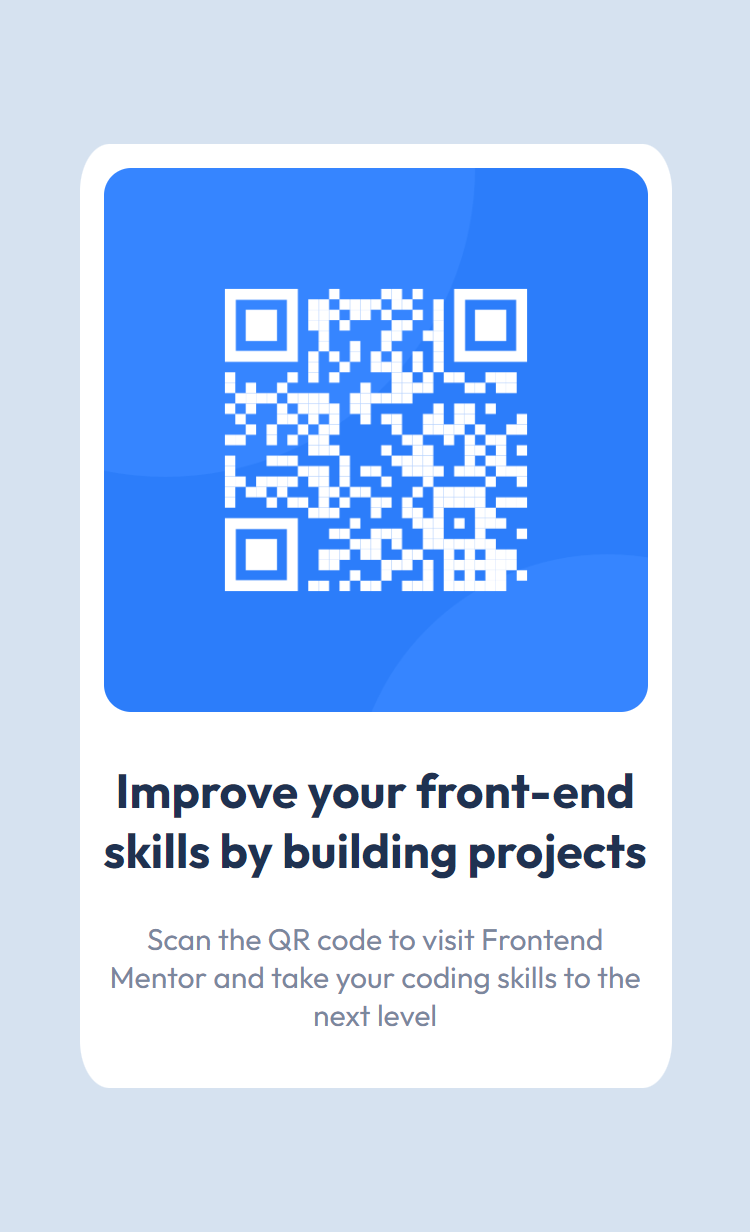 Improve your front-end
skills by building projects
Scan the QR code to visit Frontend
Mentor and take your coding skills to the
next level